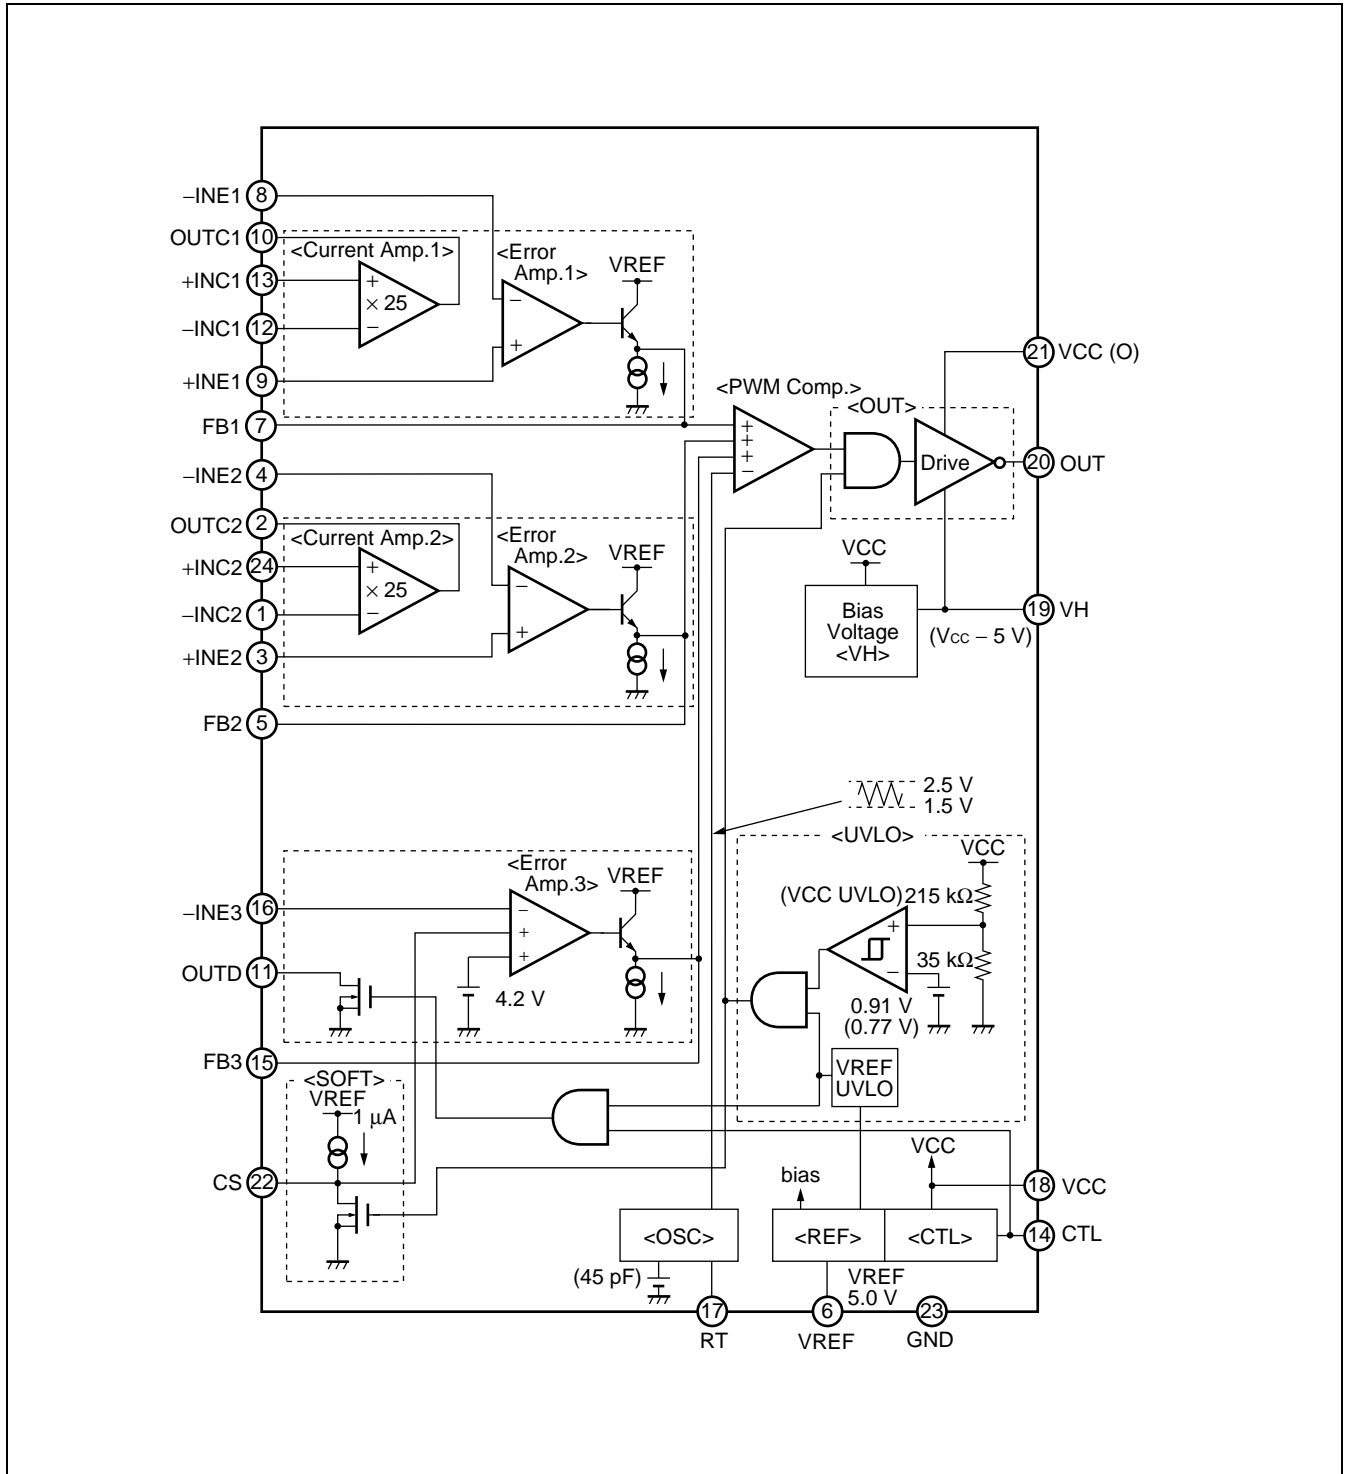 −INE1 8
OUTC1 10
<Current Amp.1>
<Error
Amp.1>
VREF
+INC1 13
+
× 25
−
−
−INC1 12
+
+INE1 9
21 VCC (O)
<PWM Comp.>
<OUT>
FB1 7
+
+
+
−
Drive
20 OUT
−INE2 4
OUTC2 2
<Current Amp.2>
<Error
Amp.2>
VREF
VCC
+INC2 24
+
× 25
−
−
−INC2 1
+
Bias
Voltage
<VH>
19 VH
(VCC − 5 V)
+INE2 3
FB2 5
2.5 V
1.5 V
<UVLO>
VCC
<Error
Amp.3>
VREF
(VCC UVLO)
215 kΩ
−INE3 16
−
+
+
+
−
35 kΩ
OUTD 11
4.2 V
0.91 V
(0.77 V)
FB3 15
VREF
UVLO
<SOFT>
VREF
1 µA
VCC
CS 22
bias
18 VCC
<OSC>
<REF>
<CTL>
14 CTL
(45 pF)
VREF
5.0 V
17
6
23
RT
VREF
GND